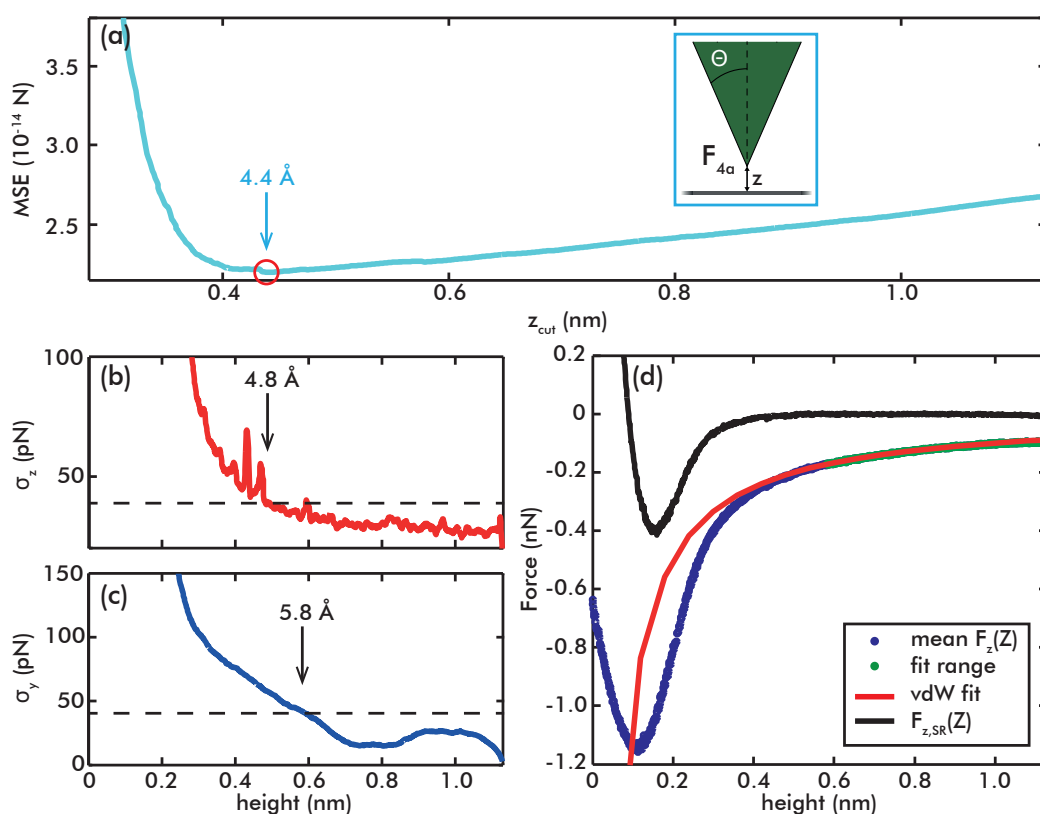 (a)
MSE (10⁻¹⁴ N)
3.5
3.0
2.5
4.4 Å
Θ
F₄ₐ
z
0.4
0.6
0.8
1.0
z_cut (nm)
(b)
σ_z (pN)
100
50
4.8 Å
(c)
σ_y (pN)
150
100
50
0
5.8 Å
0
0.2
0.4
0.6
0.8
1.0
height (nm)
(d)
Force (nN)
0.2
0
-0.2
-0.4
-0.6
-0.8
-1.0
-1.2
mean F_z(Z)
fit range
vdW fit
F_z,SR(Z)
0
0.2
0.4
0.6
0.8
1.0
height (nm)